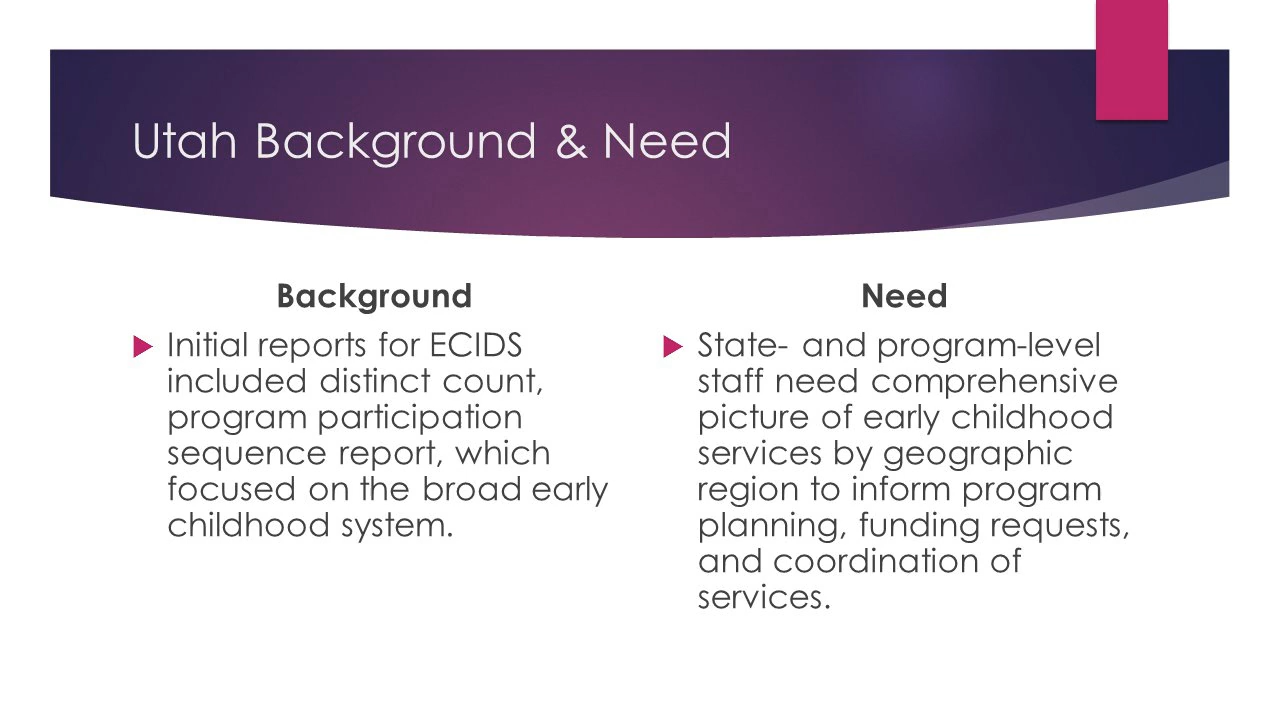 Utah Background & Need
Background
Initial reports for ECIDS
included distinct count,
program participation
sequence report, which
focused on the broad early
childhood system.
Need
State- and program-level
staff need comprehensive
picture of early childhood
services by geographic
region to inform program
planning, funding requests,
and coordination of
services.